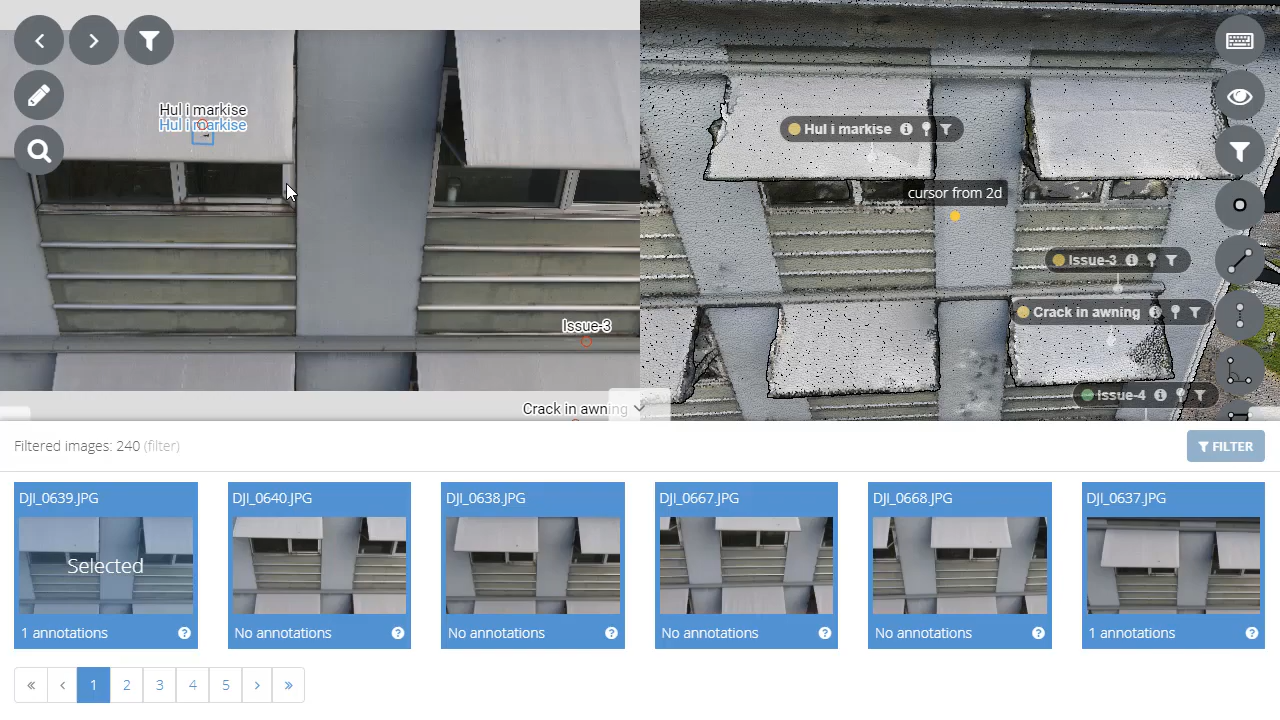 Hul i markise
Hul i markise
Issue-3
Crack in awning
Hul i markise
cursor from 2d
Issue-3
Crack in awning
Issue-4
Filtered images: 240 (filter)
FILTER
DJI_0639.JPG
Selected
1 annotations
DJI_0640.JPG
No annotations
DJI_0638.JPG
No annotations
DJI_0667.JPG
No annotations
DJI_0668.JPG
No annotations
DJI_0637.JPG
1 annotations
« ‹ 1 2 3 4 5 › »